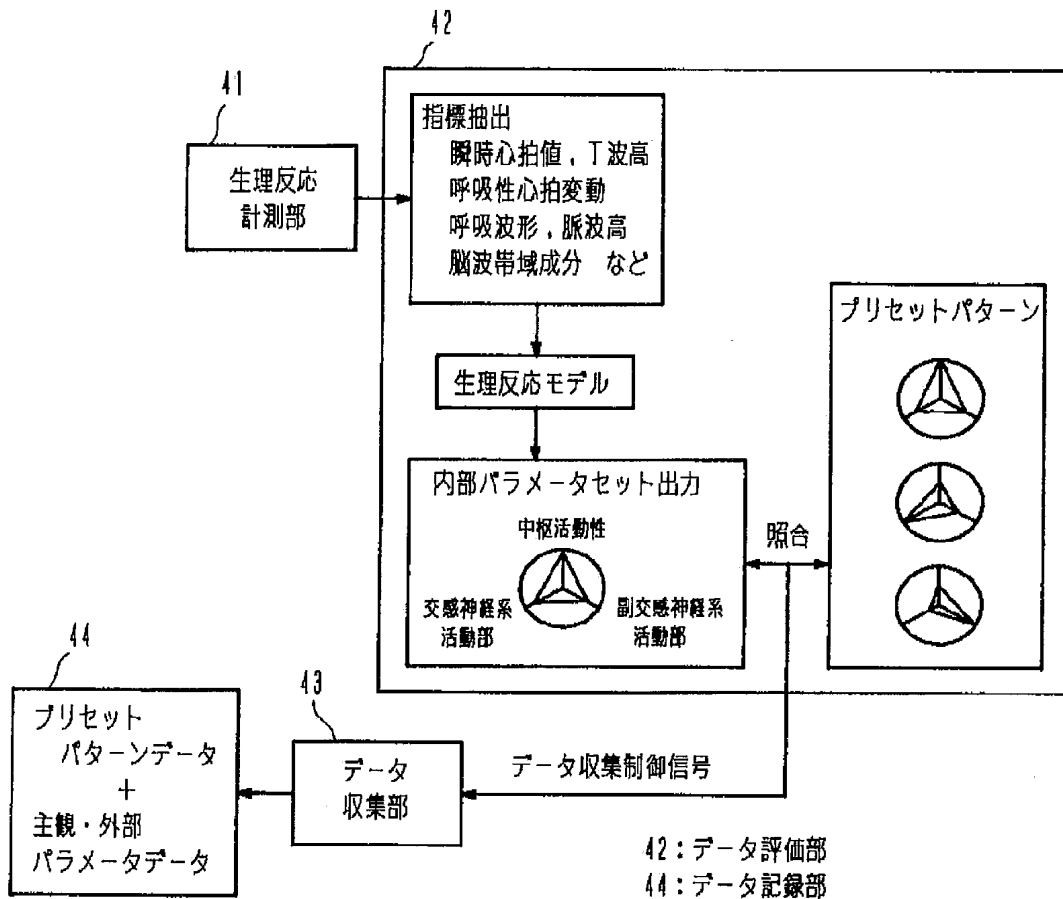 42
41
指標抽出
瞬時心拍値，T波高
呼吸性心拍変動
呼吸波形，脈波高
脳波帯域成分 など
生理反応
計測部
プリセットパターン
生理反応モデル
内部パラメータセット出力
中枢活動性
照合
交感神経系
活動部
副交感神経系
活動部
44
43
プリセット
パターンデータ
+
主観・外部
パラメータデータ
データ
収集部
データ収集制御信号
42：データ評価部
44：データ記録部